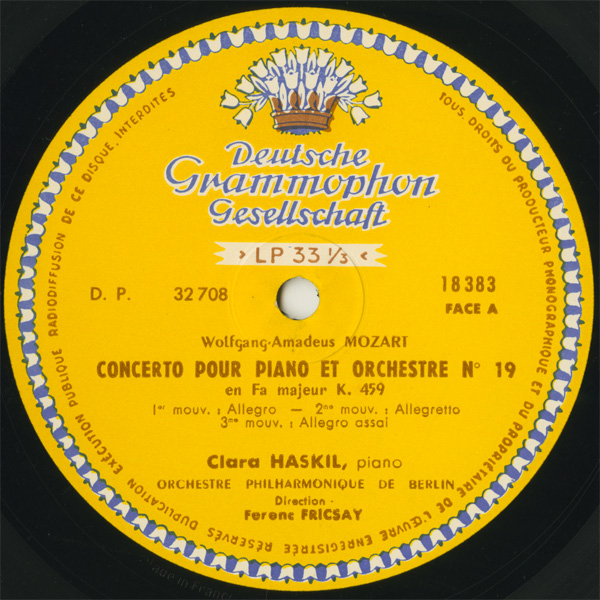 Deutsche
Grammophon
Gesellschaft
LP 33 1/3
D. P. 32 708
18383
FACE A
Wolfgang-Amadeus MOZART
CONCERTO POUR PIANO ET ORCHESTRE N° 19
en Fa majeur K. 459
1er mouv. : Allegro — 2me mouv. : Allegretto
3me mouv. : Allegro assai
Clara HASKIL, piano
ORCHESTRE PHILHARMONIQUE DE BERLIN
Direction :
Ferenc FRICSAY
TOUS DROITS DU PRODUCTEUR PHONOGRAPHIQUE ET DU PROPRIÉTAIRE DE L'ŒUVRE ENREGISTRÉE RÉSERVÉS DUPLICATION EXÉCUTION PUBLIQUE RADIODIFFUSION DE CE DISQUE INTERDITES